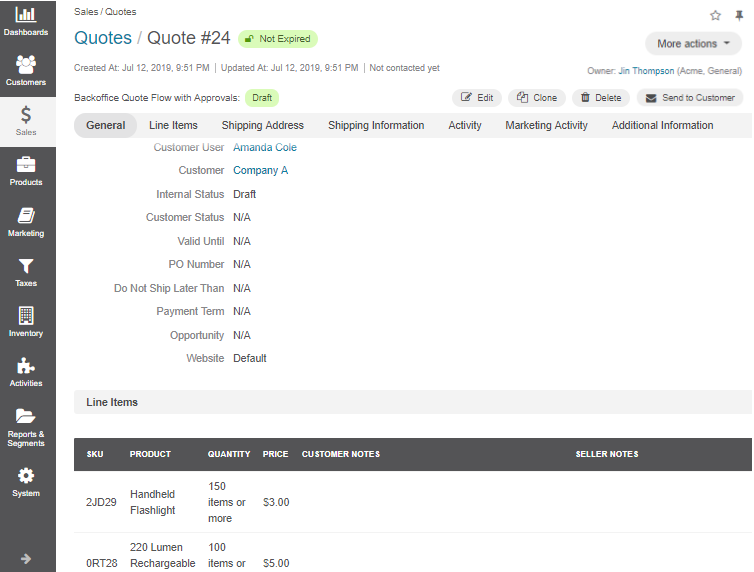 Dashboards
Customers
Sales
Products
Marketing
Taxes
Inventory
Activities
Reports &
Segments
System
Sales / Quotes
Quotes / Quote #24 Not Expired
More actions
Created At: Jul 12, 2019, 9:51 PM | Updated At: Jul 12, 2019, 9:51 PM | Not contacted yet
Owner: Jin Thompson (Acme, General)
Backoffice Quote Flow with Approvals: Draft
Edit Clone Delete Send to Customer
General Line Items Shipping Address Shipping Information Activity Marketing Activity Additional Information
Customer User Amanda Cole
Customer Company A
Internal Status Draft
Customer Status N/A
Valid Until N/A
PO Number N/A
Do Not Ship Later Than N/A
Payment Term N/A
Opportunity N/A
Website Default
Line Items
SKU PRODUCT QUANTITY PRICE CUSTOMER NOTES SELLER NOTES
2JD29 Handheld Flashlight 150 items or more $3.00
0RT28 220 Lumen Rechargeable 100 items or $5.00